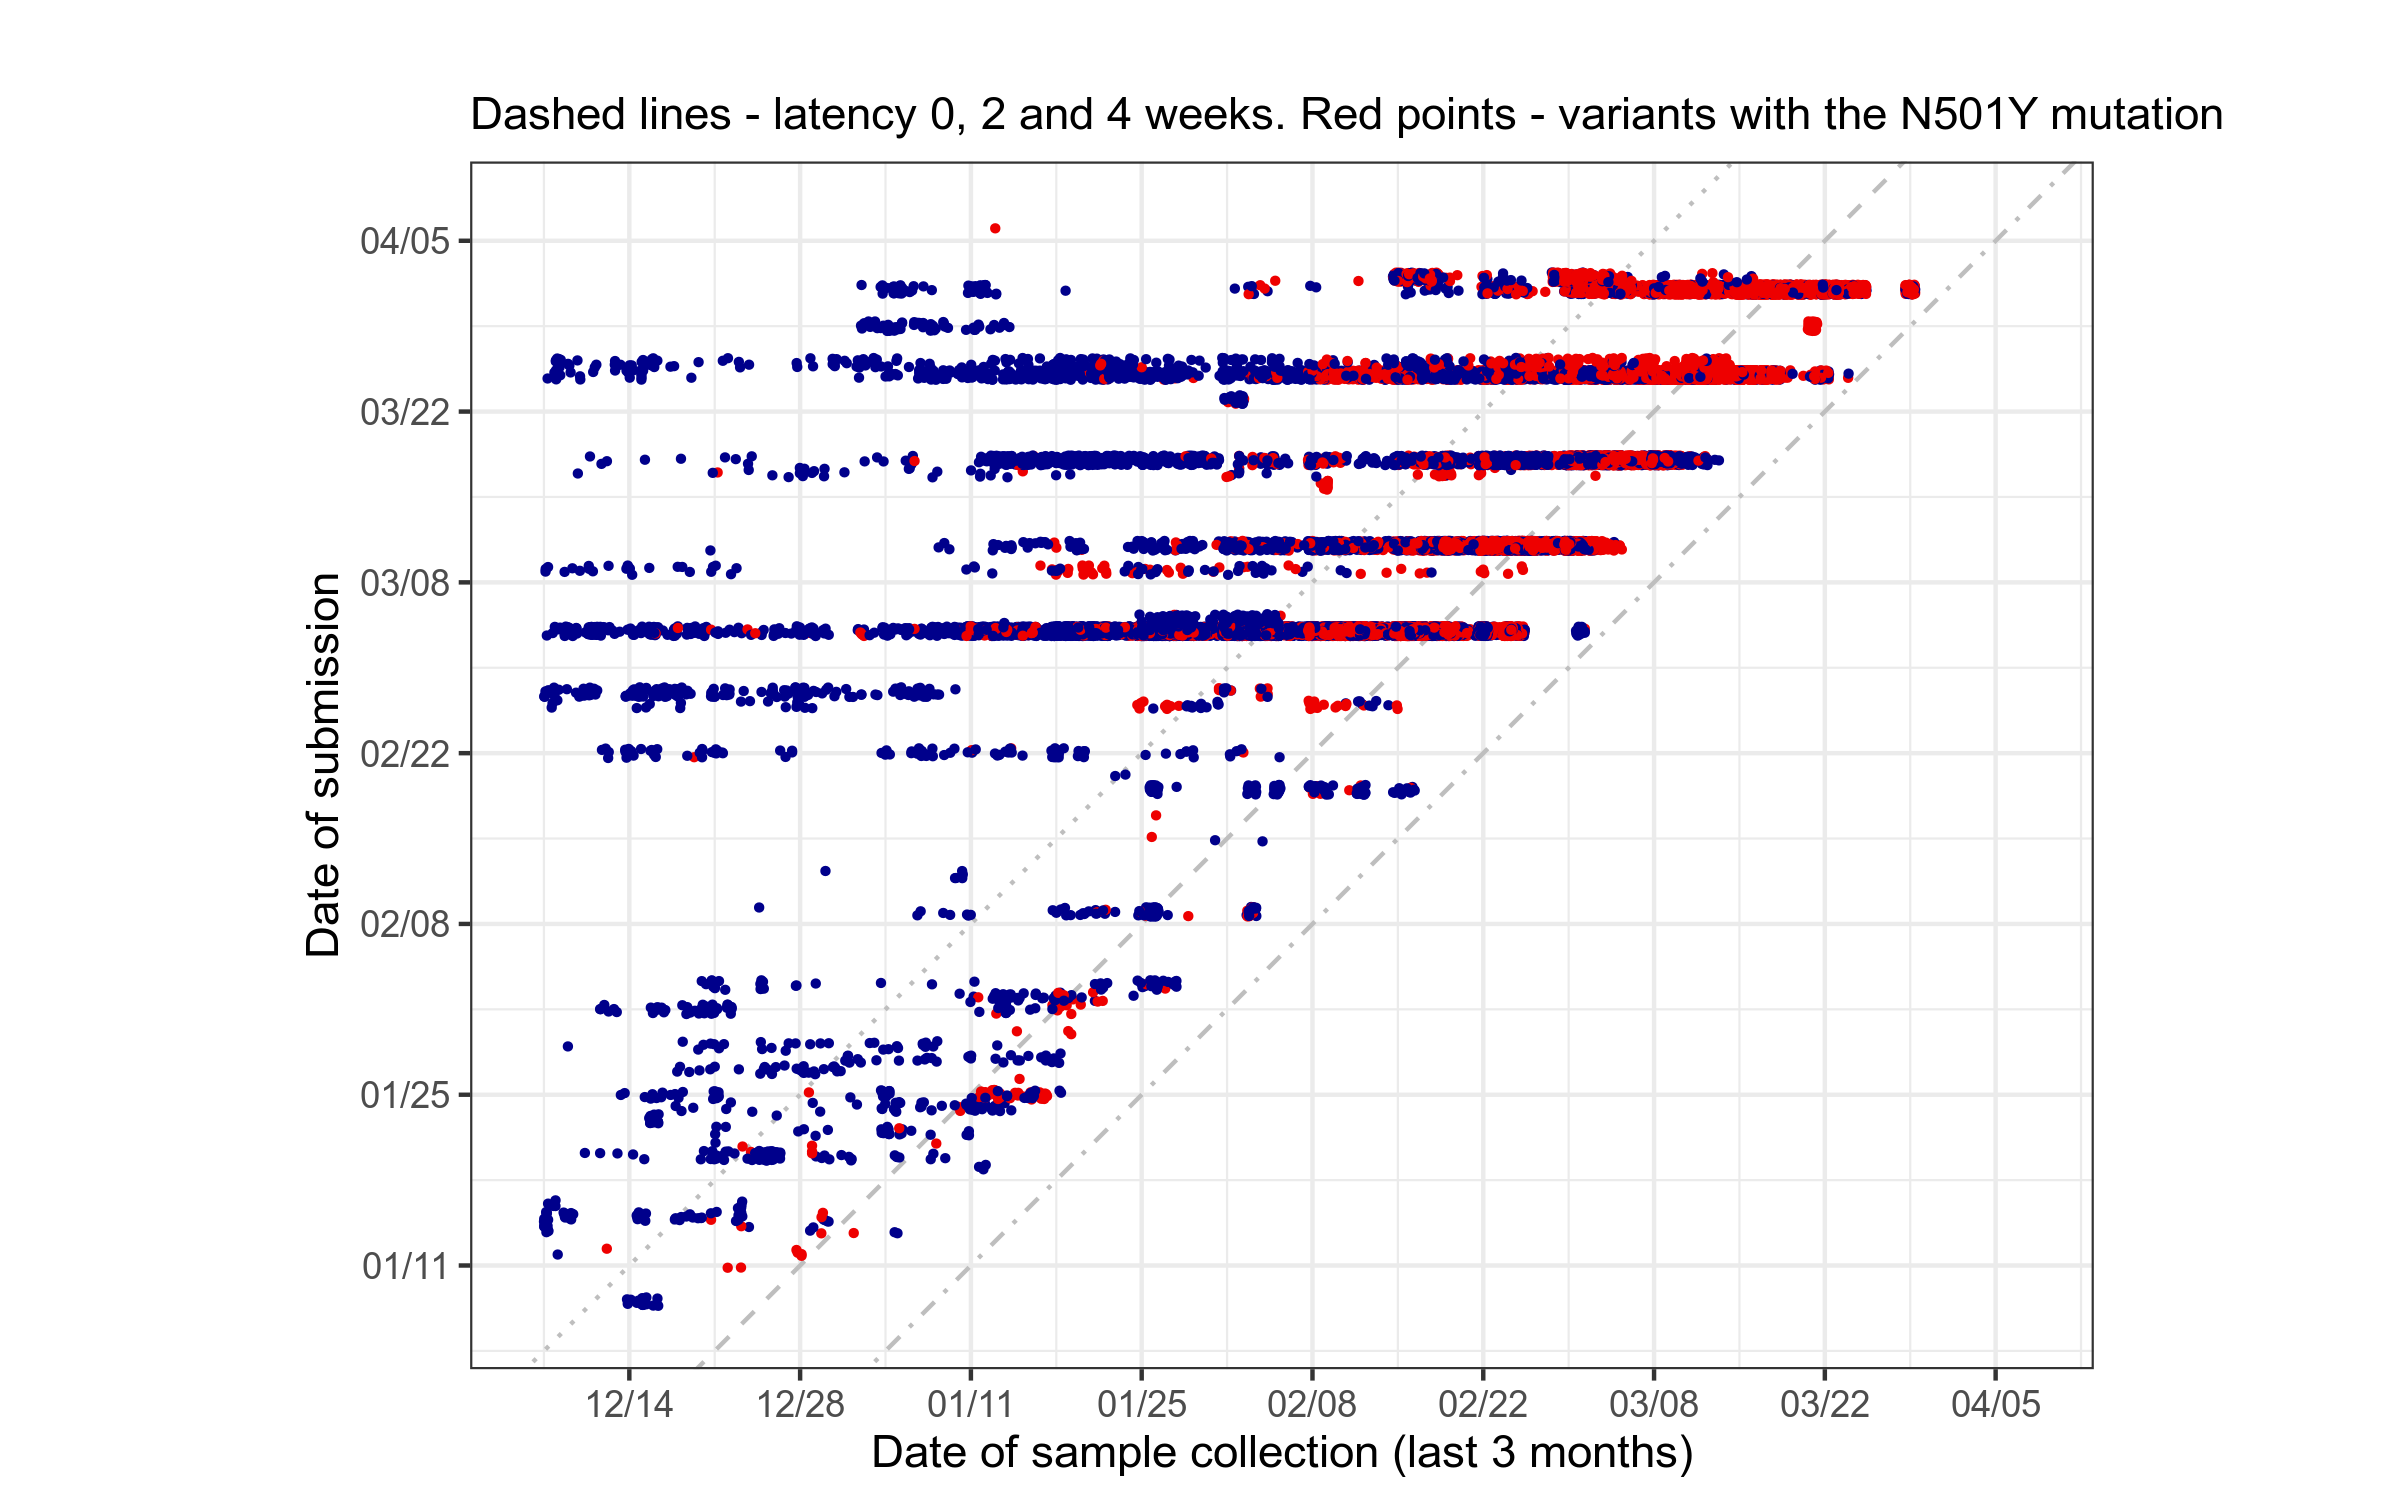 Dashed lines - latency 0, 2 and 4 weeks. Red points - variants with the N501Y mutation
Date of submission
04/05
03/22
03/08
02/22
02/08
01/25
01/11
12/14 12/28 01/11 01/25 02/08 02/22 03/08 03/22 04/05
Date of sample collection (last 3 months)